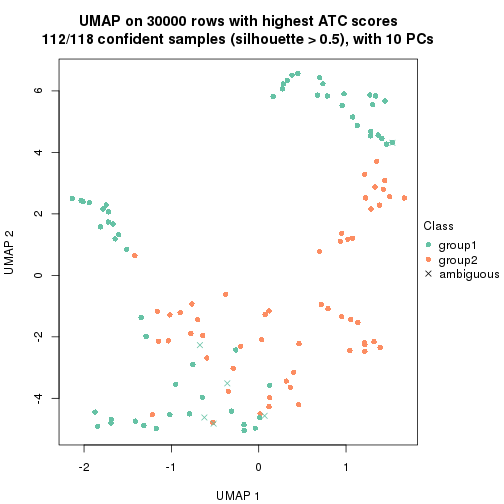 UMAP on 30000 rows with highest ATC scores
112/118 confident samples (silhouette > 0.5), with 10 PCs
6
4
2
0
-2
-4
UMAP 2
-2
-1
0
1
UMAP 1
Class
group1
group2
ambiguous